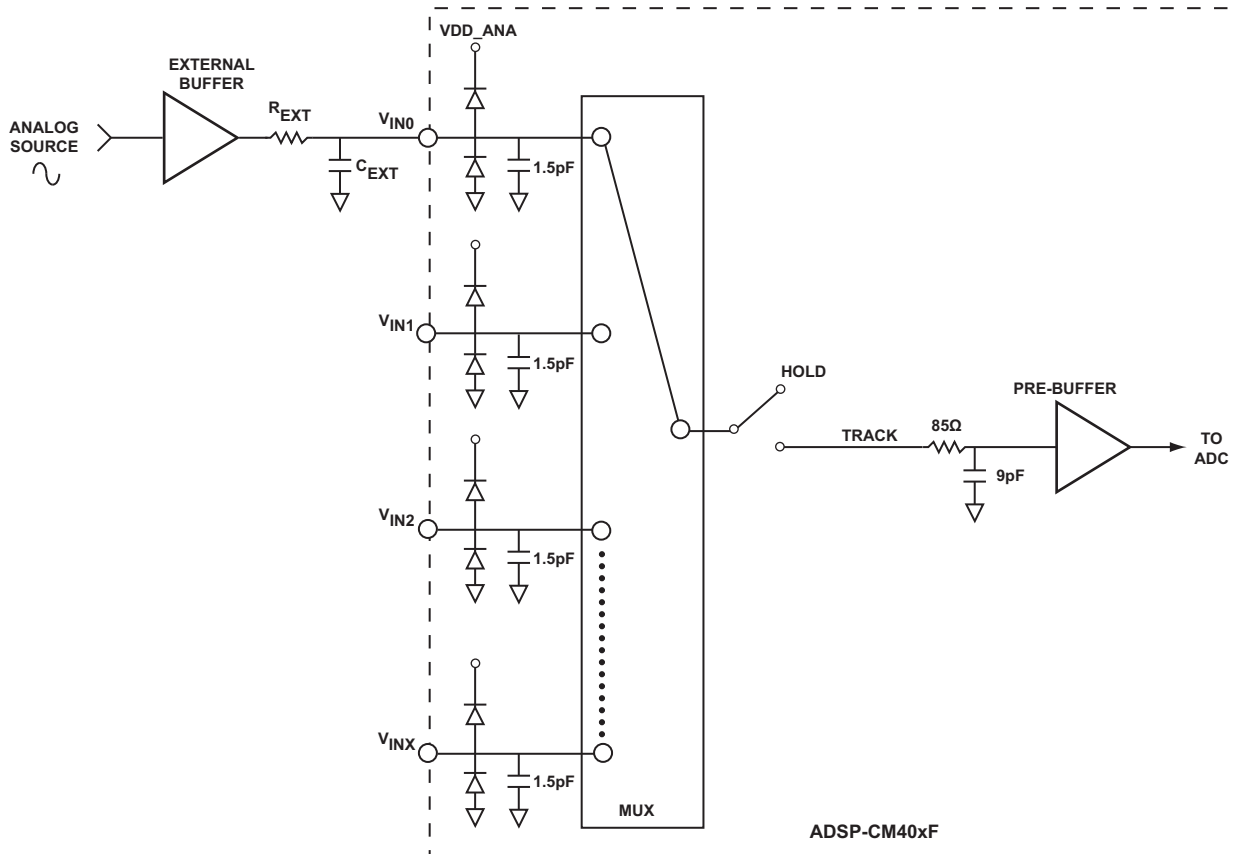 VDD_ANA
EXTERNAL
BUFFER
ANALOG
SOURCE
REXT
CEXT
VIN0
1.5pF
VIN1
1.5pF
HOLD
PRE-BUFFER
TRACK
85Ω
9pF
TO
ADC
VIN2
1.5pF
VINX
1.5pF
MUX
ADSP-CM40xF